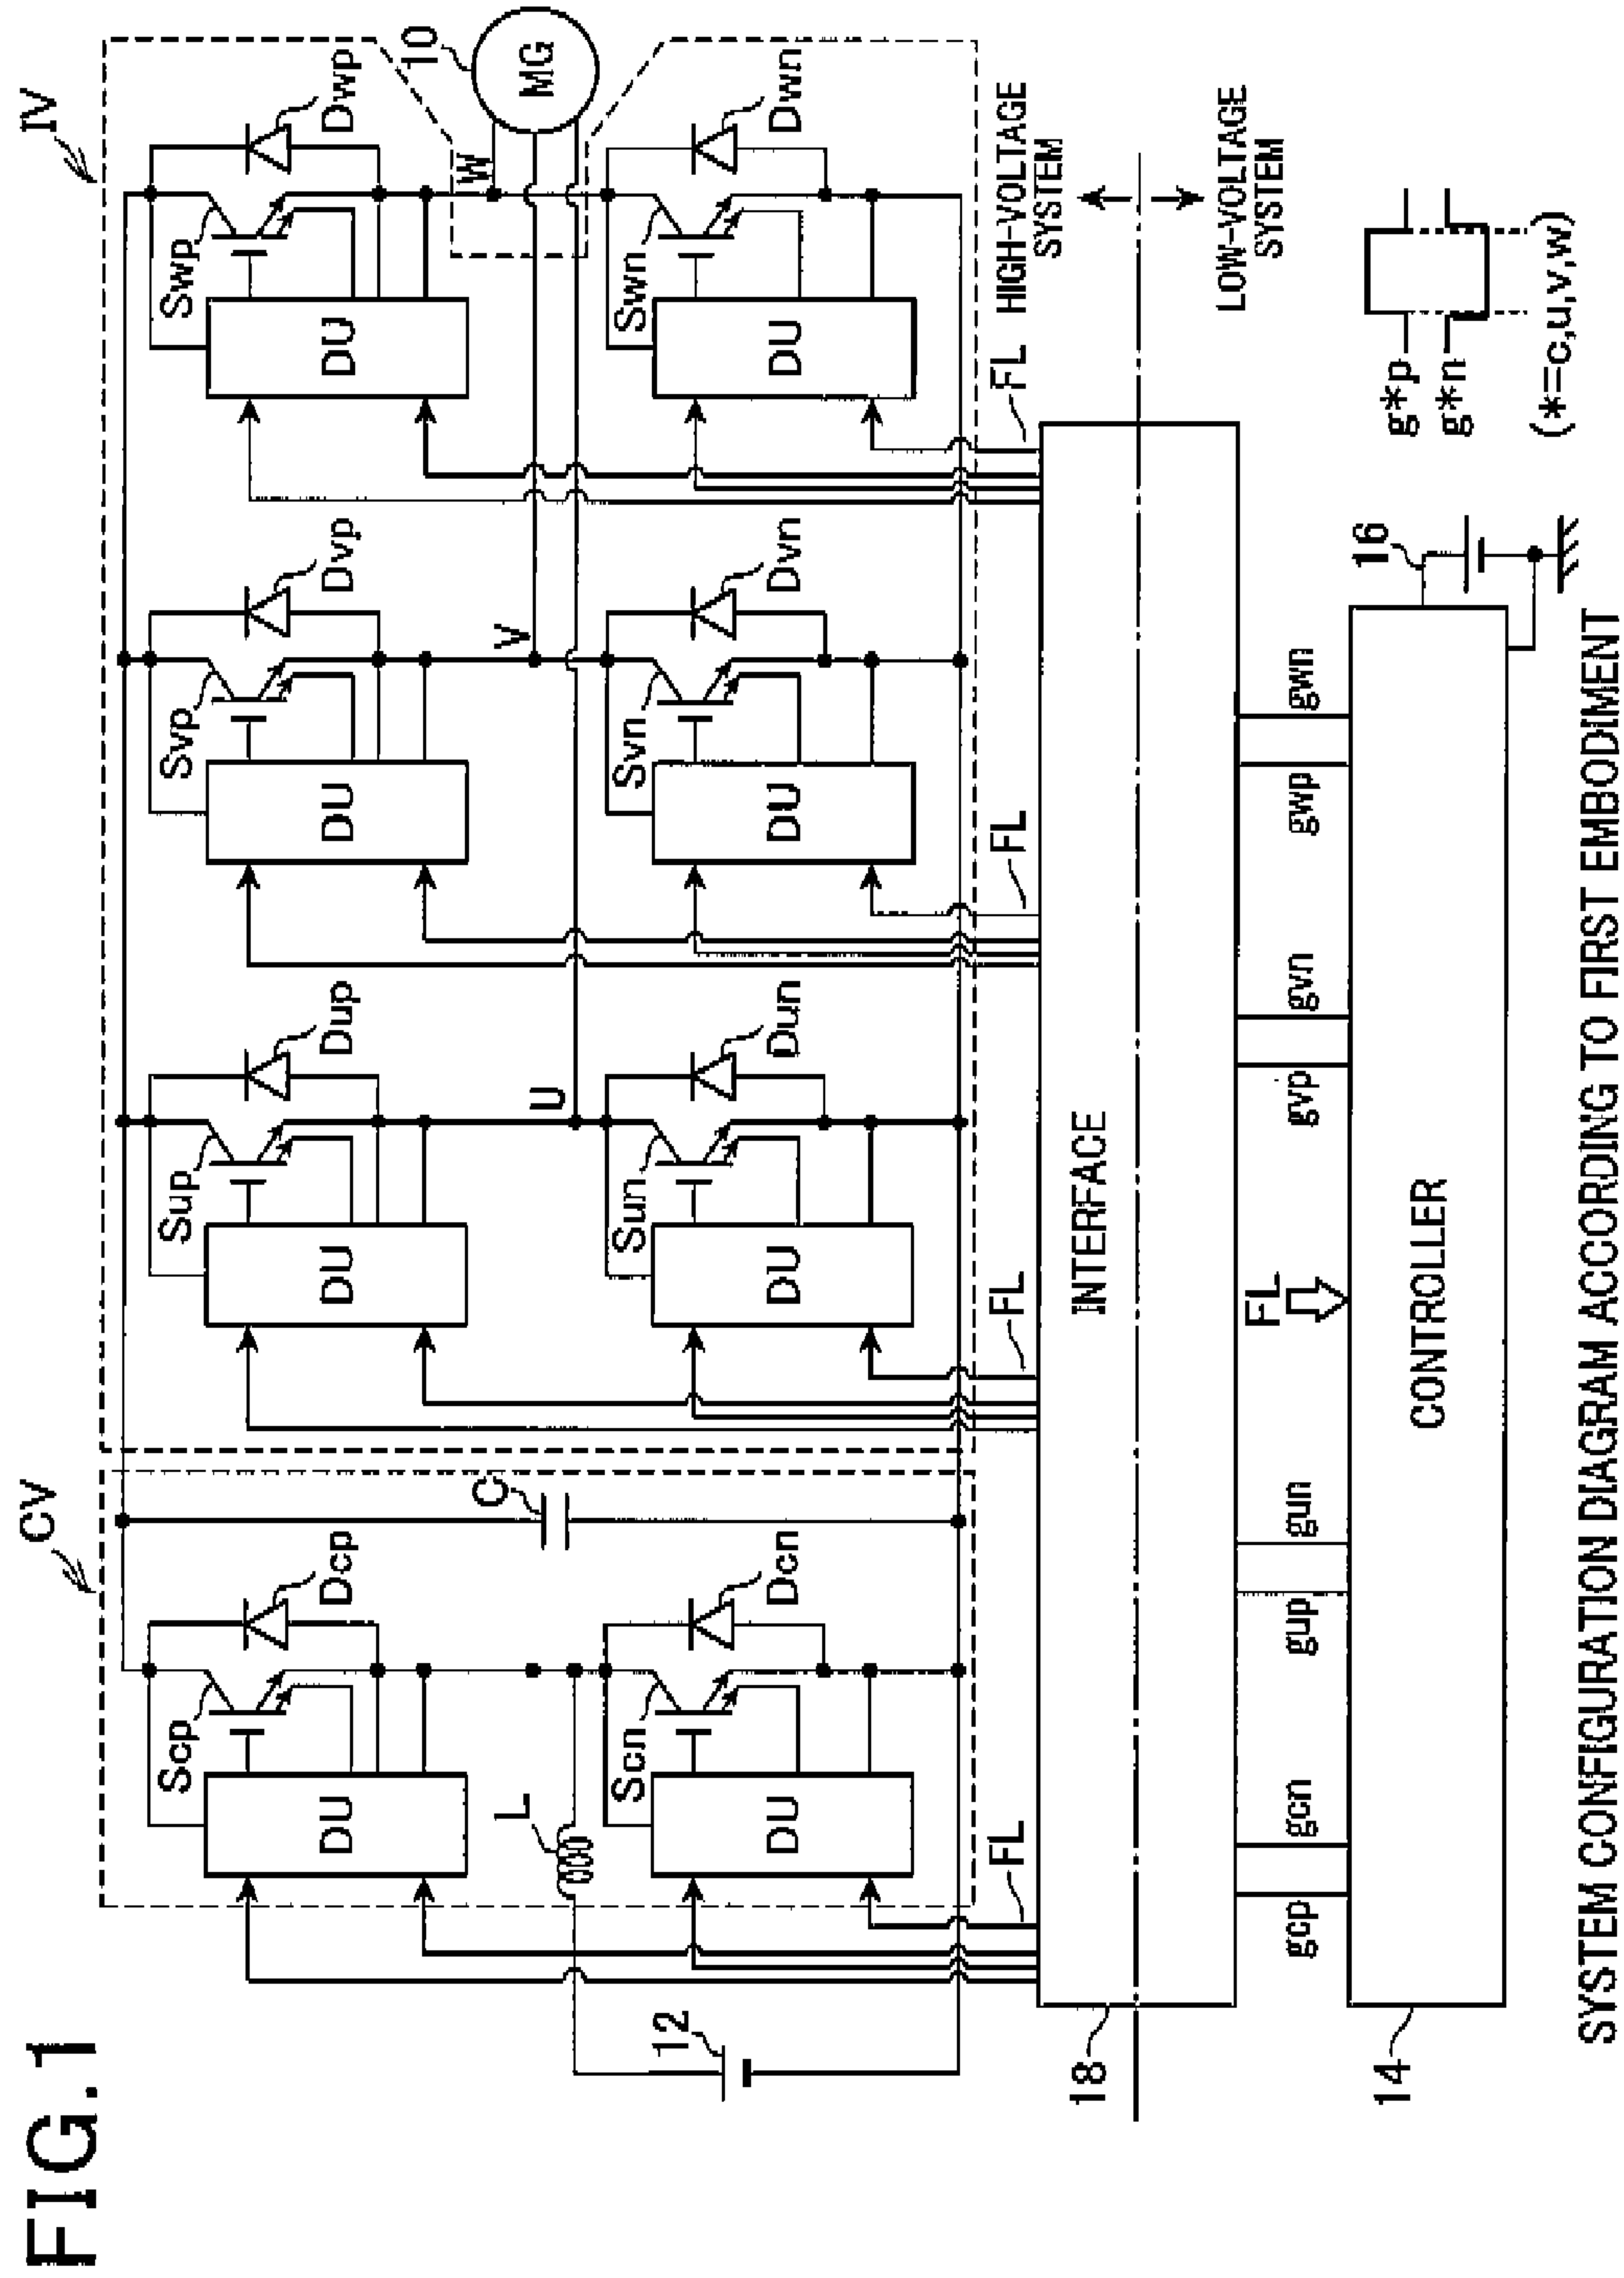 FIG.1
CV
IV
Scp
Dcp
Sup
Dup
Svp
Dvp
Swp
Dwp
DU
DU
DU
DU
10
MG
C
L
U
V
W
12
Scn
Dcn
Sun
Dun
Svn
Dvn
Swn
Dwn
DU
DU
DU
DU
FL
FL
FL
FL
HIGH-VOLTAGE
SYSTEM
LOW-VOLTAGE
SYSTEM
18
INTERFACE
gcp
gcn
gup
gun
FL
gvp
gvn
gwp
gwn
14
CONTROLLER
16
g*p
g*n
(*=c,u,v,w)
SYSTEM CONFIGURATION DIAGRAM ACCORDING TO FIRST EMBODIMENT